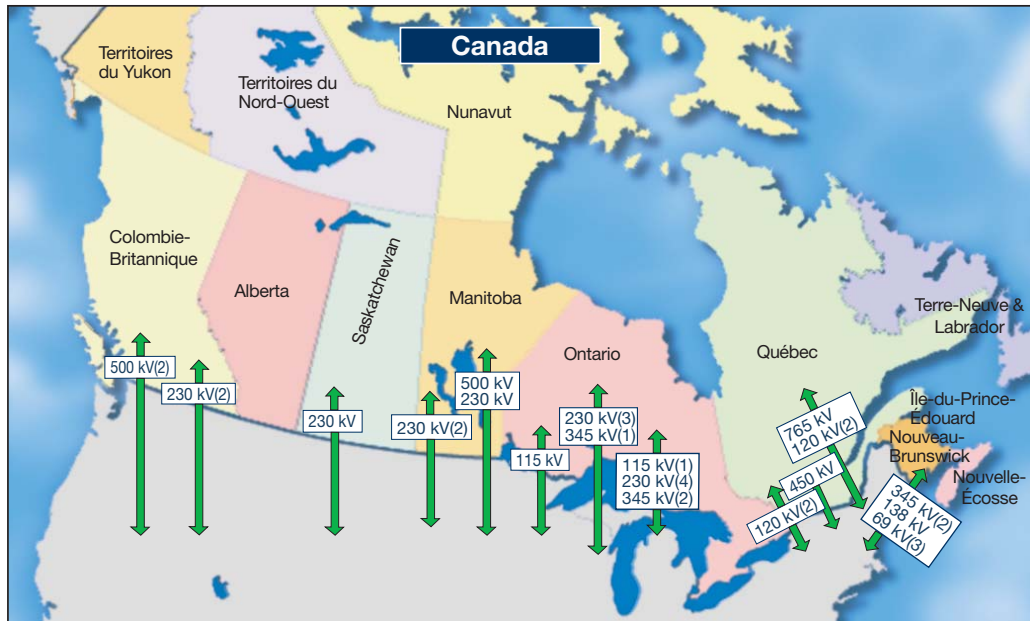 Canada
Territoires
du Yukon
Territoires du
Nord-Ouest
Nunavut
Colombie-
Britannique
Alberta
Saskatchewan
Manitoba
Ontario
Québec
Terre-Neuve &
Labrador
Île-du-Prince-
Édouard
Nouveau-
Brunswick
Nouvelle-
Écosse
500 kV(2)
230 kV(2)
230 kV
230 kV(2)
500 kV
230 kV
115 kV
230 kV(3)
345 kV(1)
115 kV(1)
230 kV(4)
345 kV(2)
765 kV
120 kV(2)
450 kV
120 kV(2)
345 kV(2)
138 kV
69 kV(3)